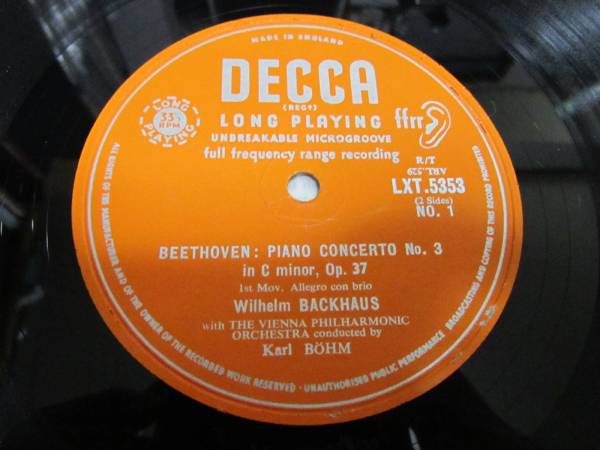 MADE IN ENGLAND
DECCA
(REGD)
LONG PLAYING
ffrr
UNBREAKABLE MICROGROOVE
full frequency range recording
LONG 33⅓ RPM PLAYING
ARL.529
T/R
LXT.5353
(2 Sides)
NO. 1
BEETHOVEN: PIANO CONCERTO No. 3
in C minor, Op. 37
1st Mov. Allegro con brio
Wilhelm BACKHAUS
with THE VIENNA PHILHARMONIC
ORCHESTRA conducted by
Karl BÖHM
ALL RIGHTS OF THE MANUFACTURER AND OF THE OWNER OF THE RECORDED WORK RESERVED - UNAUTHORISED PUBLIC PERFORMANCE BROADCASTING AND COPYING OF THIS RECORD PROHIBITED